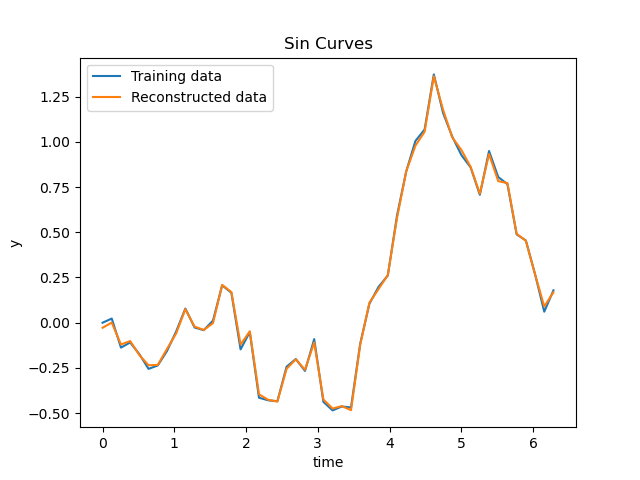 Sin Curves
Training data
Reconstructed data
1.25
1.00
0.75
0.50
0.25
0.00
−0.25
−0.50
y
0 1 2 3 4 5 6
time